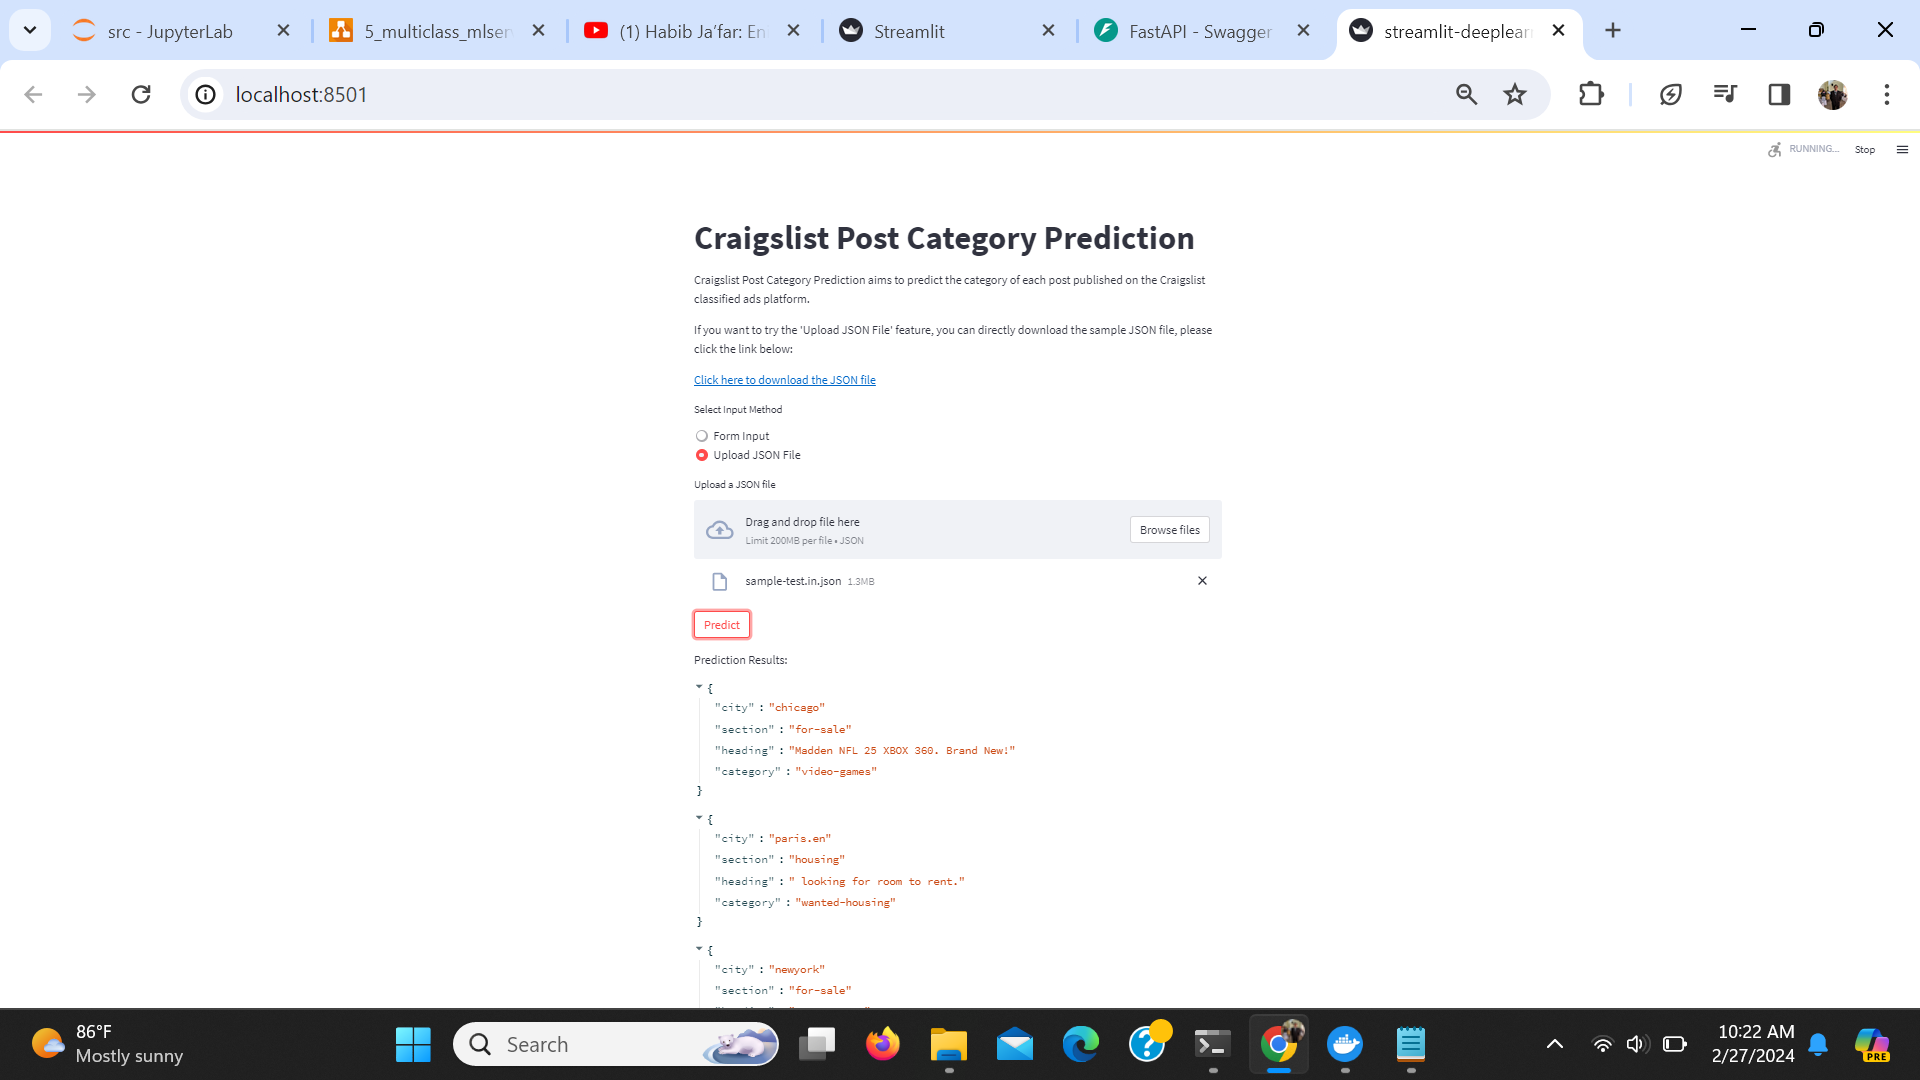 src - JupyterLab
5_multiclass_mlser
(1) Habib Ja'far: En
Streamlit
FastAPI - Swagger
streamlit-deeplear
localhost:8501
RUNNING...
Stop
Craigslist Post Category Prediction
Craigslist Post Category Prediction aims to predict the category of each post published on the Craigslist
classified ads platform.
If you want to try the 'Upload JSON File' feature, you can directly download the sample JSON file, please
click the link below:
Click here to download the JSON file
Select Input Method
Form Input
Upload JSON File
Upload a JSON file
Drag and drop file here
Limit 200MB per file • JSON
Browse files
sample-test.in.json 1.3MB
Predict
Prediction Results:
{
"city" : "chicago"
"section" : "for-sale"
"heading" : "Madden NFL 25 XBOX 360. Brand New!"
"category" : "video-games"
}
{
"city" : "paris.en"
"section" : "housing"
"heading" : " looking for room to rent."
"category" : "wanted-housing"
}
{
"city" : "newyork"
"section" : "for-sale"
86°F
Mostly sunny
Search
PRE
10:22 AM
2/27/2024